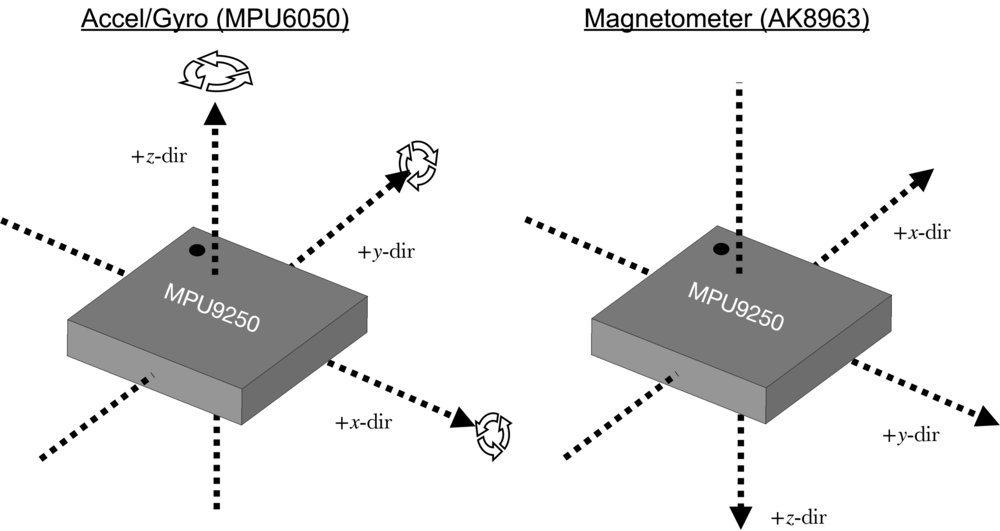 Accel/Gyro (MPU6050)
+z-dir
+y-dir
MPU9250
+x-dir
Magnetometer (AK8963)
+x-dir
MPU9250
+y-dir
+z-dir